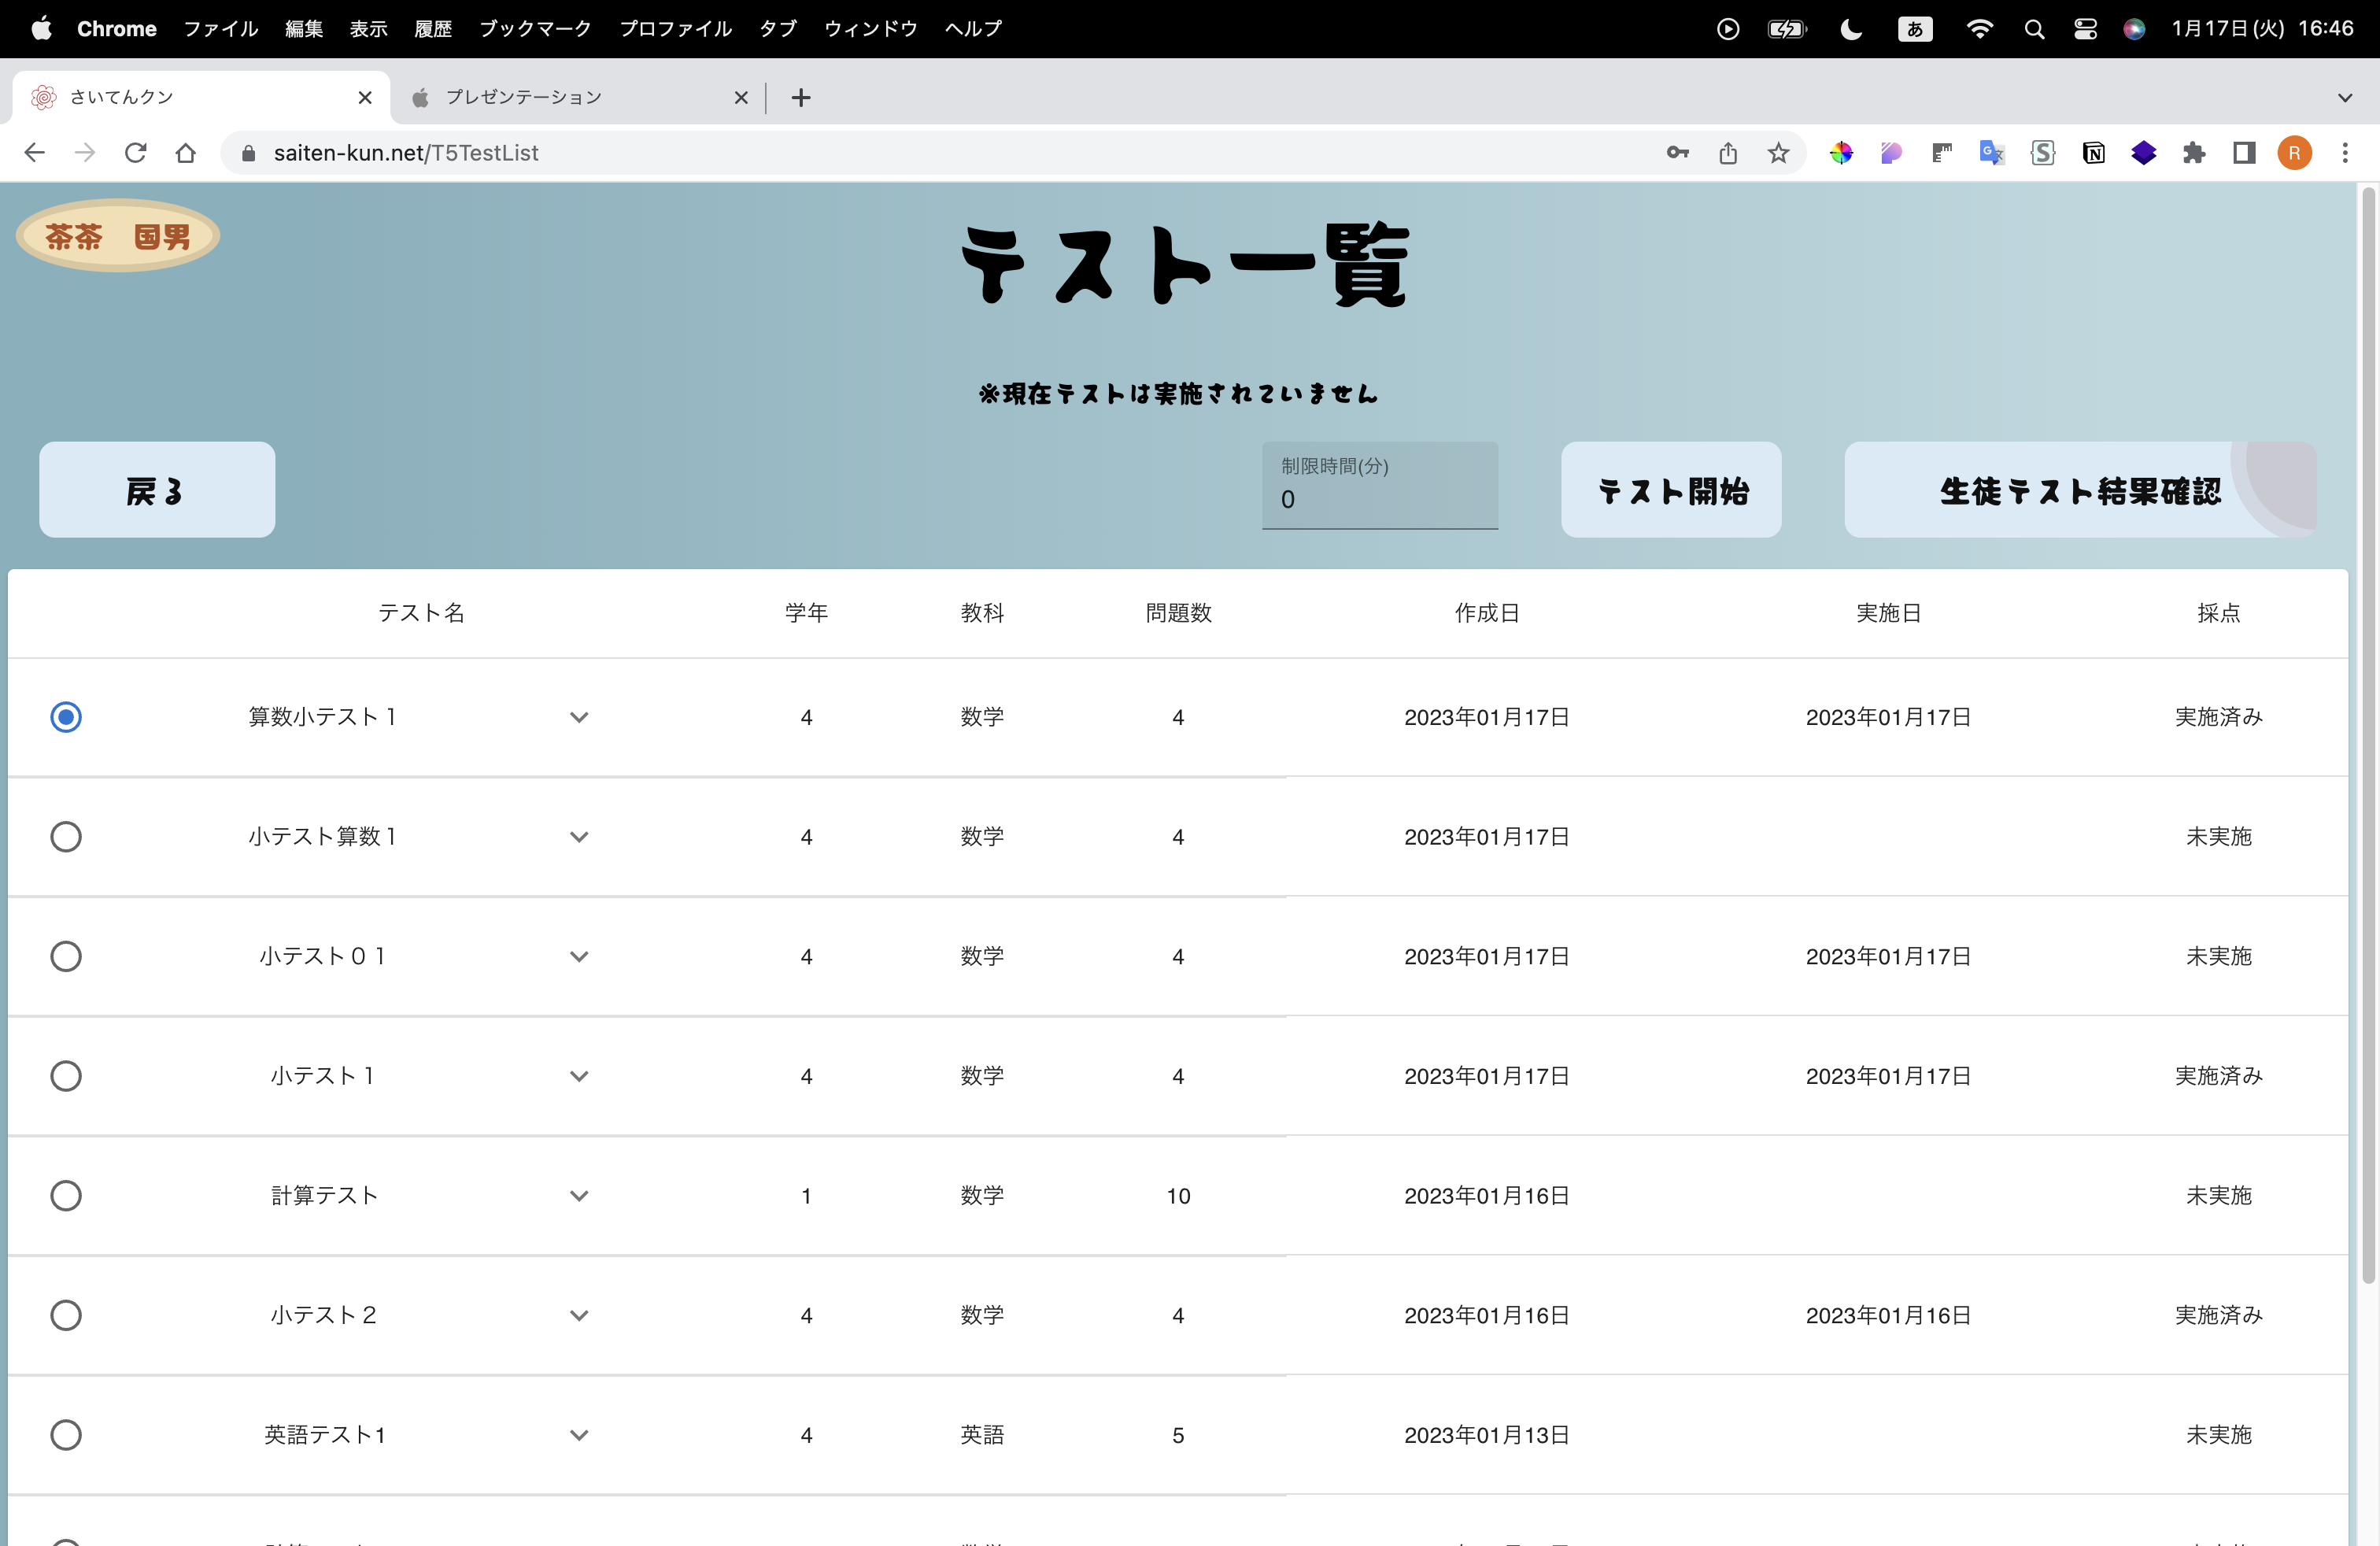 Chrome ファイル 編集 表示 履歴 ブックマーク プロファイル タブ ウィンドウ ヘルプ あ 1月17日(火) 16:46
さいてんクン プレゼンテーション
saiten-kun.net/T5TestList R
茶茶　国男
テスト一覧
※現在テストは実施されていません
戻る 制限時間(分) 0 テスト開始 生徒テスト結果確認
テスト名 学年 教科 問題数 作成日 実施日 採点
算数小テスト１ 4 数学 4 2023年01月17日 2023年01月17日 実施済み
小テスト算数１ 4 数学 4 2023年01月17日 未実施
小テスト０１ 4 数学 4 2023年01月17日 2023年01月17日 未実施
小テスト１ 4 数学 4 2023年01月17日 2023年01月17日 実施済み
計算テスト 1 数学 10 2023年01月16日 未実施
小テスト２ 4 数学 4 2023年01月16日 2023年01月16日 実施済み
英語テスト1 4 英語 5 2023年01月13日 未実施